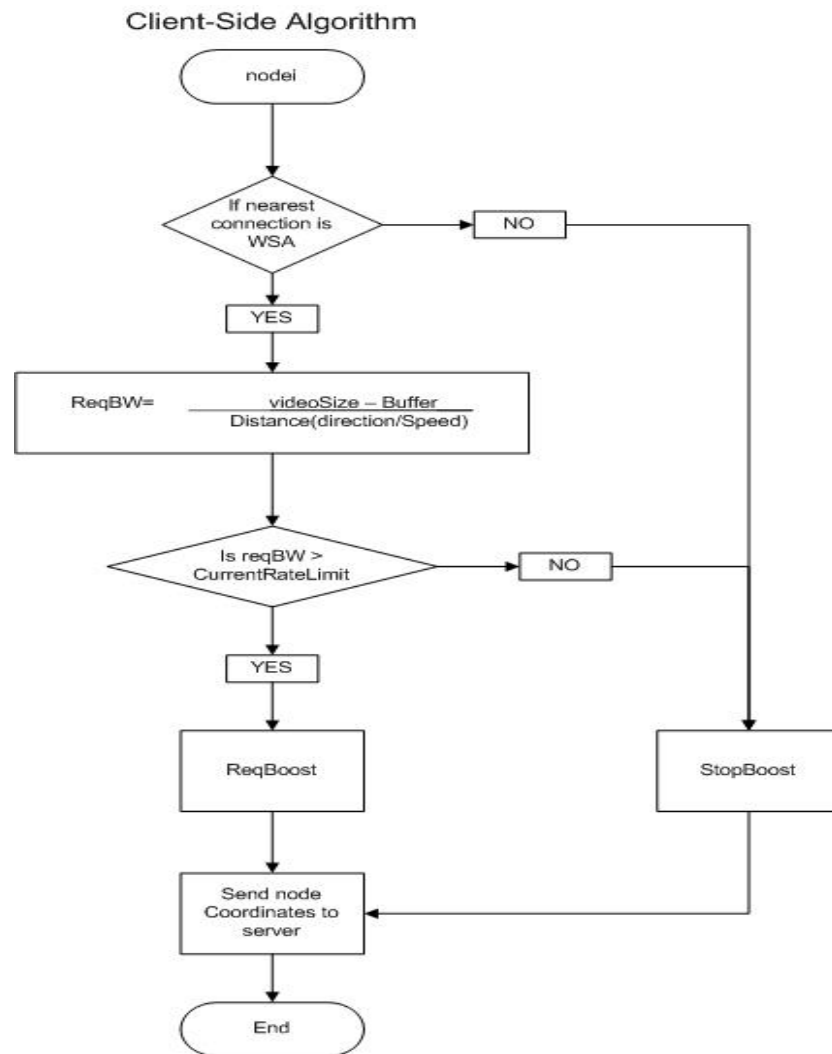 Client-Side Algorithm
nodei
If nearest
connection is
WSA
NO
YES
ReqBW=
videoSize – Buffer
Distance(direction/Speed)
Is reqBW >
CurrentRateLimit
NO
YES
ReqBoost
StopBoost
Send node
Coordinates to
server
End